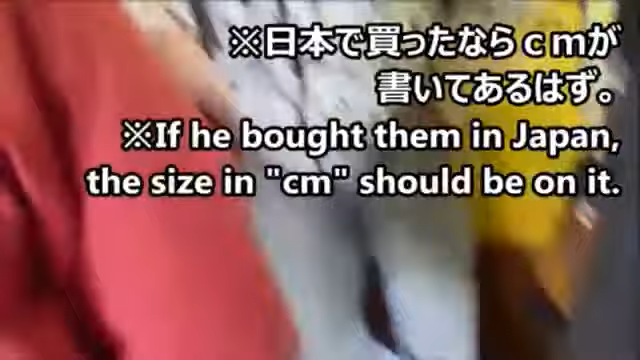 ※日本で買ったならｃｍが
書いてあるはず。
※If he bought them in Japan,
the size in "cm" should be on it.